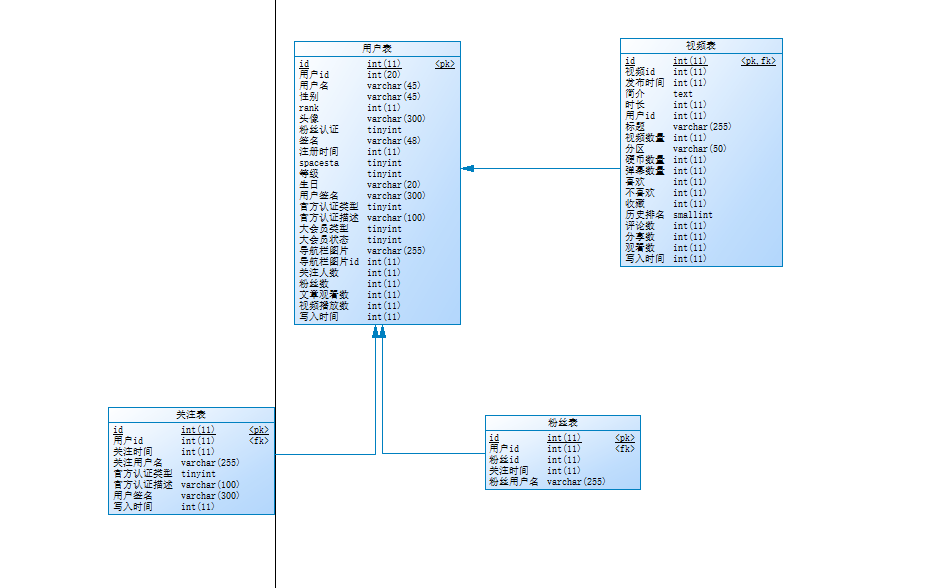 用户表
id int(11) <pk>
用户id int(20)
用户名 varchar(45)
性别 varchar(45)
rank int(11)
头像 varchar(300)
粉丝认证 tinyint
签名 varchar(48)
注册时间 int(11)
spacesta tinyint
等级 tinyint
生日 varchar(20)
用户签名 varchar(300)
官方认证类型 tinyint
官方认证描述 varchar(100)
大会员类型 tinyint
大会员状态 tinyint
导航栏图片 varchar(255)
导航栏图片id int(11)
关注人数 int(11)
粉丝数 int(11)
文章观看数 int(11)
视频播放数 int(11)
写入时间 int(11)
视频表
id int(11) <pk,fk>
视频id int(11)
发布时间 int(11)
简介 text
时长 int(11)
用户id int(11)
标题 varchar(255)
视频数量 int(11)
分区 varchar(50)
硬币数量 int(11)
弹幕数量 int(11)
喜欢 int(11)
不喜欢 int(11)
收藏 int(11)
历史排名 smallint
评论数 int(11)
分享数 int(11)
观看数 int(11)
写入时间 int(11)
关注表
id int(11) <pk>
用户id int(11) <fk>
关注时间 int(11)
关注用户名 varchar(255)
官方认证类型 tinyint
官方认证描述 varchar(100)
用户签名 varchar(300)
写入时间 int(11)
粉丝表
id int(11) <pk>
用户id int(11) <fk>
粉丝id int(11)
关注时间 int(11)
粉丝用户名 varchar(255)